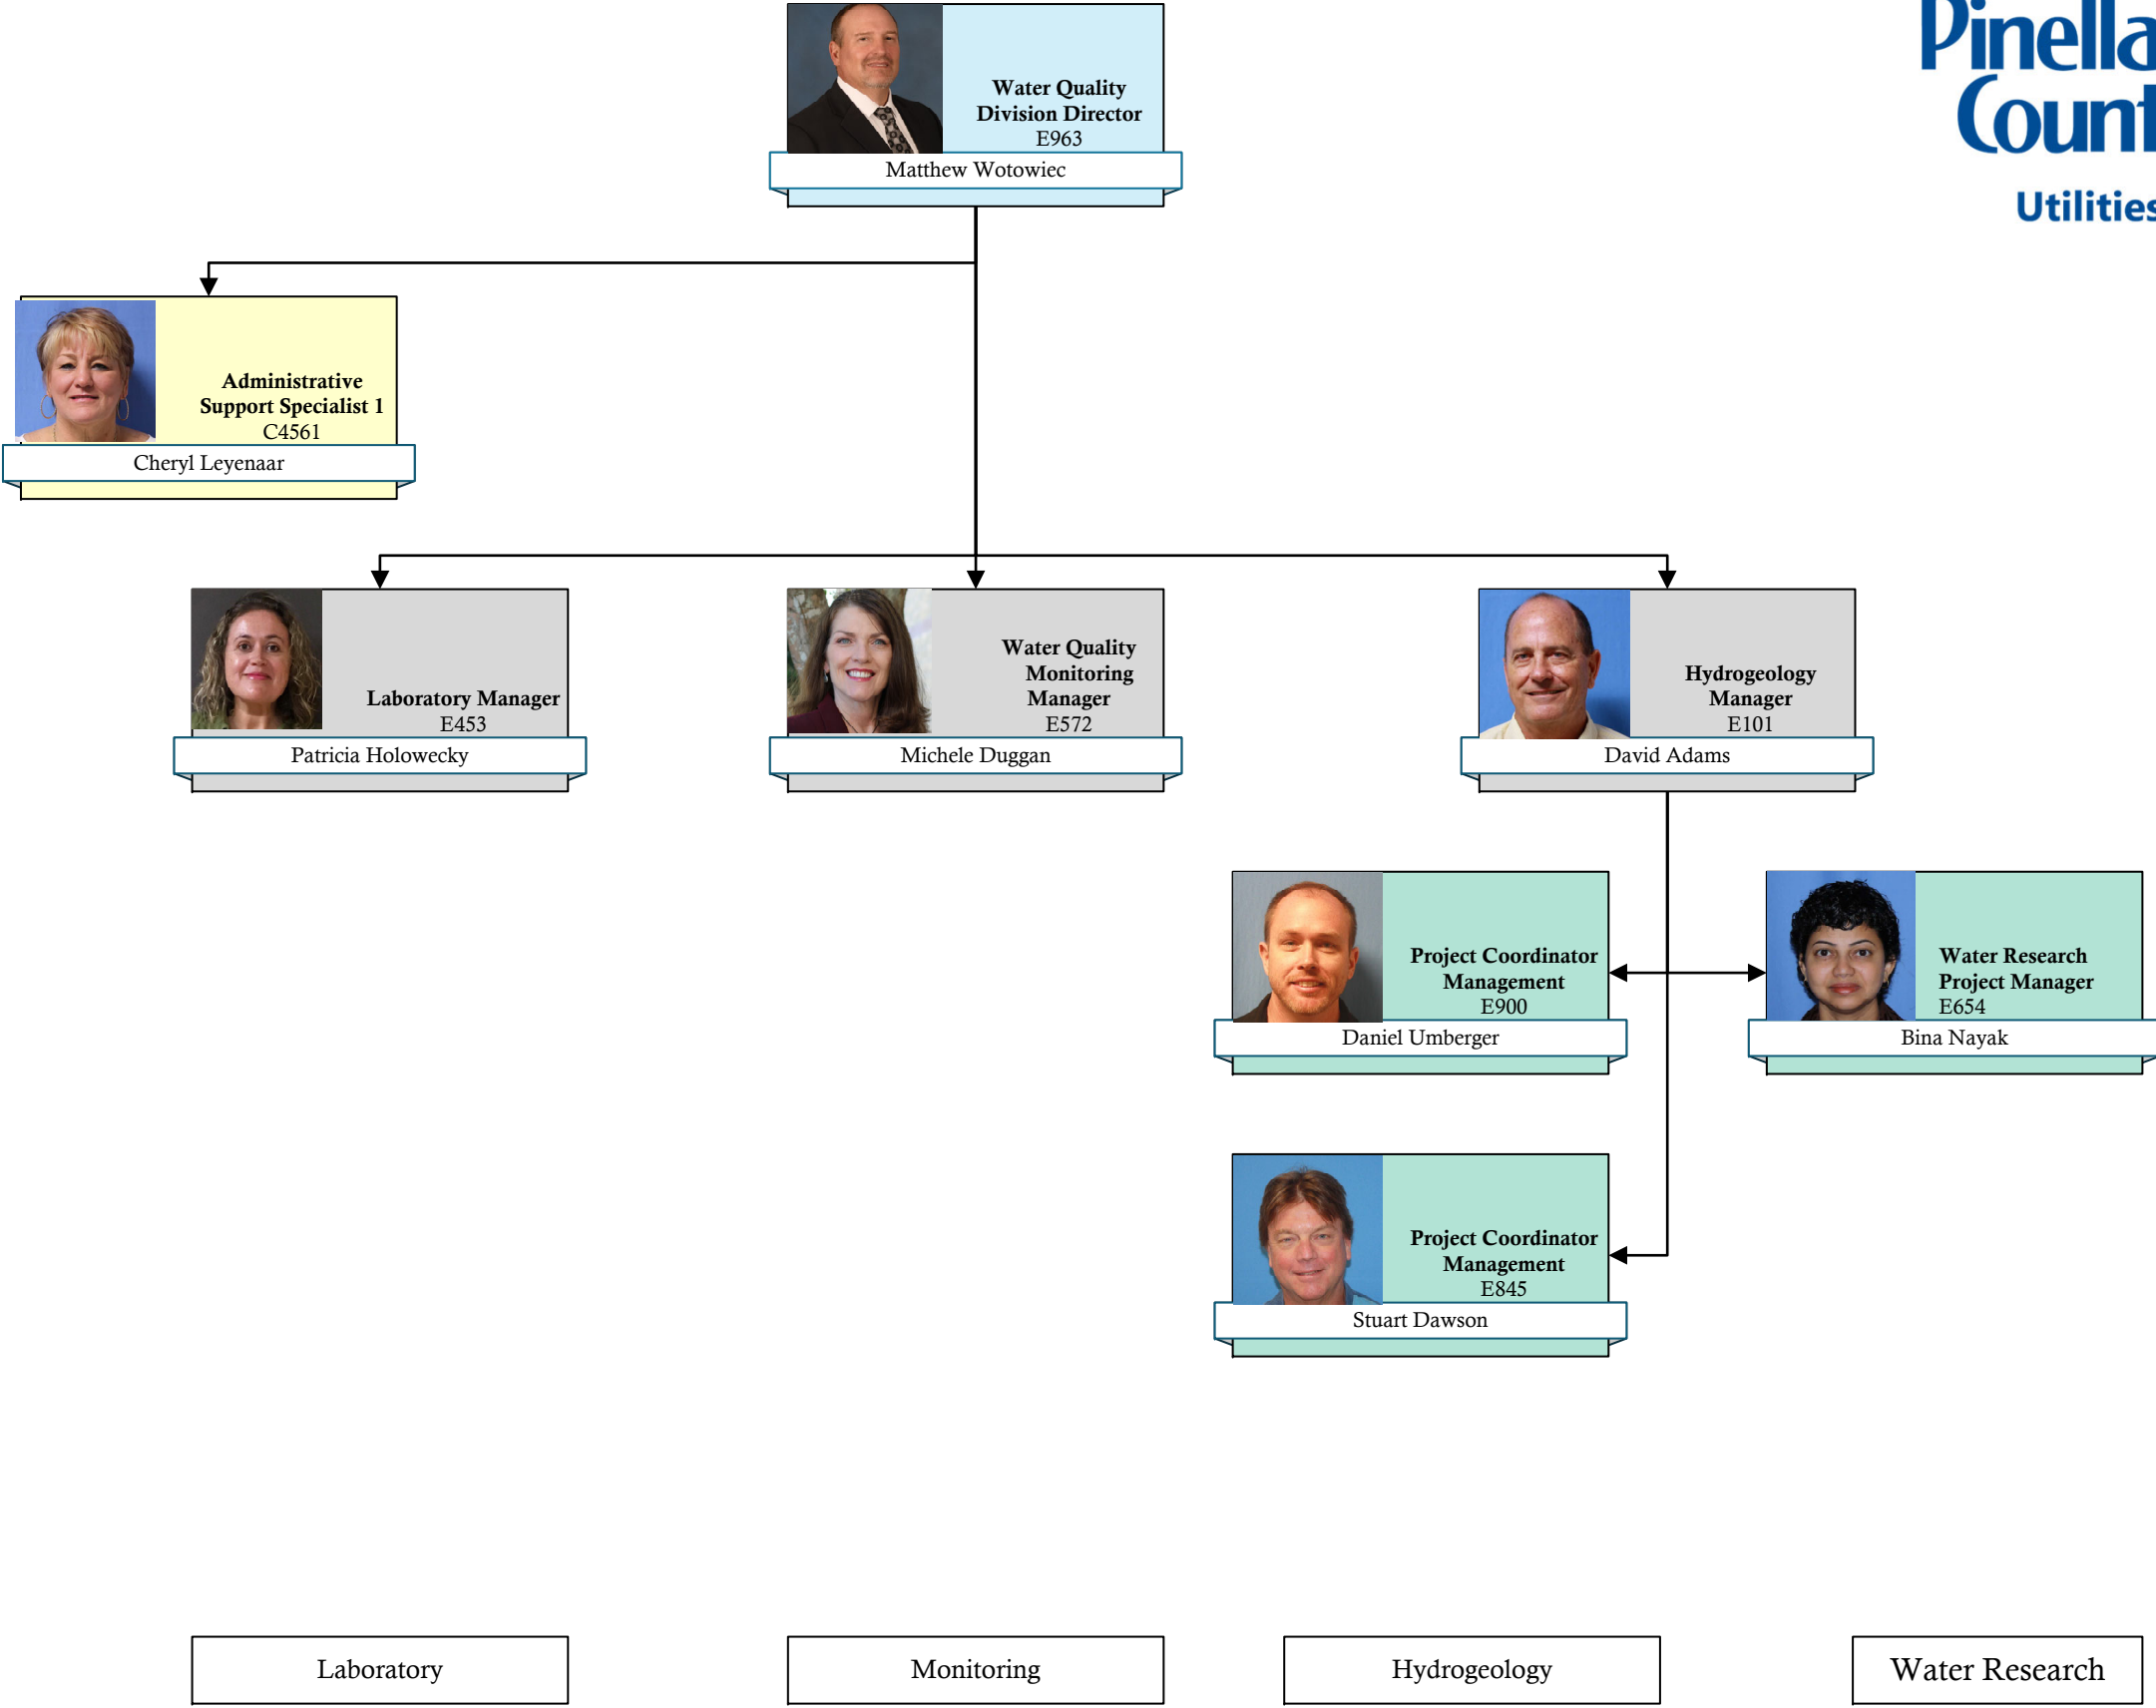 Pinella
Count
Utilities
Water Quality
Division Director
E963
Matthew Wotowiec
Administrative
Support Specialist 1
C4561
Cheryl Leyenaar
Laboratory Manager
E453
Patricia Holowecky
Water Quality
Monitoring
Manager
E572
Michele Duggan
Hydrogeology
Manager
E101
David Adams
Project Coordinator
Management
E900
Daniel Umberger
Water Research
Project Manager
E654
Bina Nayak
Project Coordinator
Management
E845
Stuart Dawson
Laboratory
Monitoring
Hydrogeology
Water Research